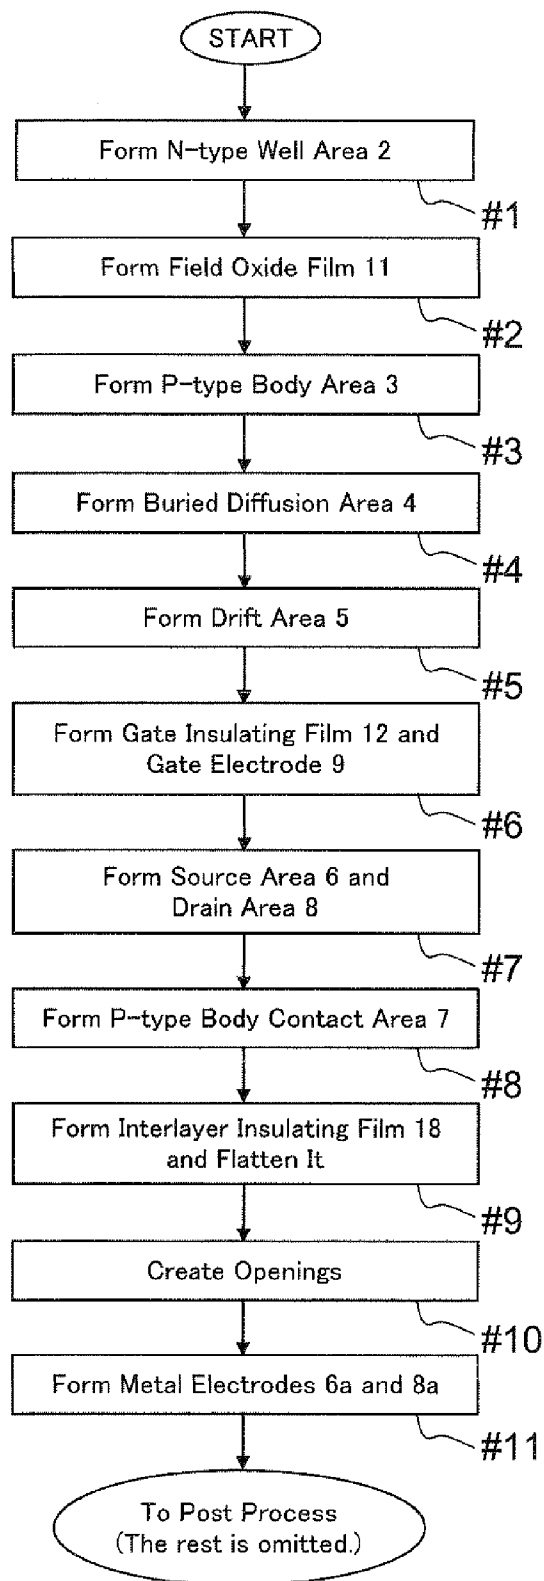 START
Form N-type Well Area 2
#1
Form Field Oxide Film 11
#2
Form P-type Body Area 3
#3
Form Buried Diffusion Area 4
#4
Form Drift Area 5
#5
Form Gate Insulating Film 12 and
Gate Electrode 9
#6
Form Source Area 6 and
Drain Area 8
#7
Form P-type Body Contact Area 7
#8
Form Interlayer Insulating Film 18
and Flatten It
#9
Create Openings
#10
Form Metal Electrodes 6a and 8a
#11
To Post Process
(The rest is omitted.)